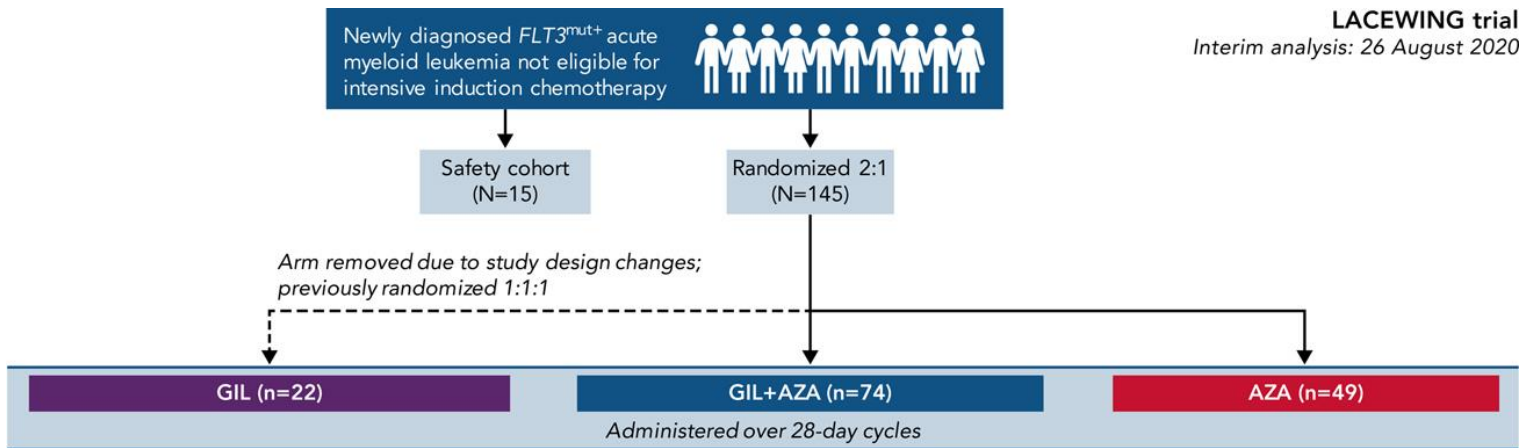 LACEWING trial
Interim analysis: 26 August 2020
Newly diagnosed FLT3mut+ acute
myeloid leukemia not eligible for
intensive induction chemotherapy
Safety cohort
(N=15)
Randomized 2:1
(N=145)
Arm removed due to study design changes;
previously randomized 1:1:1
GIL (n=22)
GIL+AZA (n=74)
AZA (n=49)
Administered over 28-day cycles